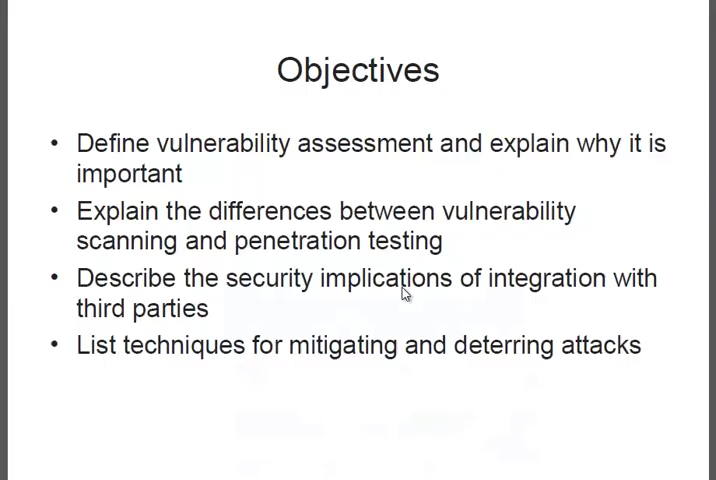 Objectives
• Define vulnerability assessment and explain why it is
important
• Explain the differences between vulnerability
scanning and penetration testing
• Describe the security implications of integration with
third parties
• List techniques for mitigating and deterring attacks